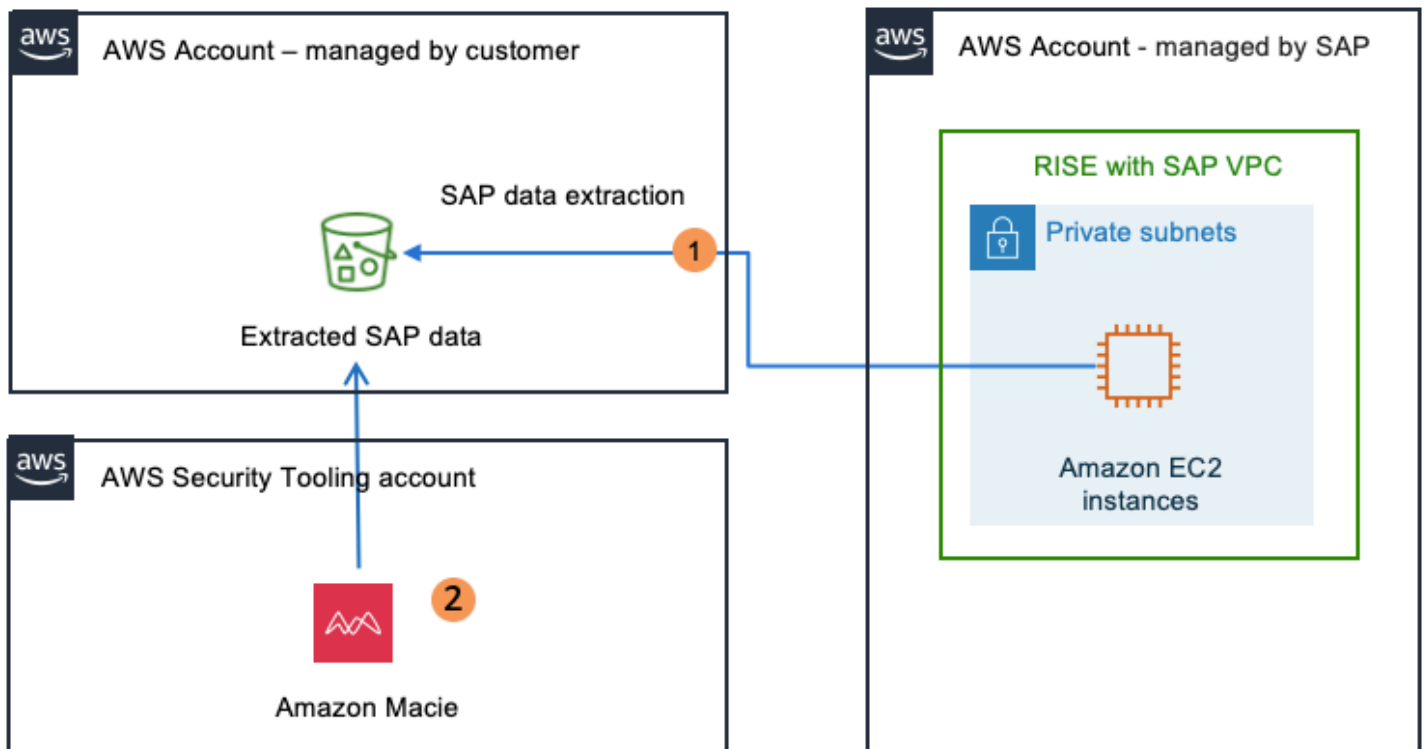 aws
AWS Account – managed by customer
SAP data extraction
1
Extracted SAP data
aws
AWS Security Tooling account
2
Amazon Macie
aws
AWS Account - managed by SAP
RISE with SAP VPC
Private subnets
Amazon EC2
instances